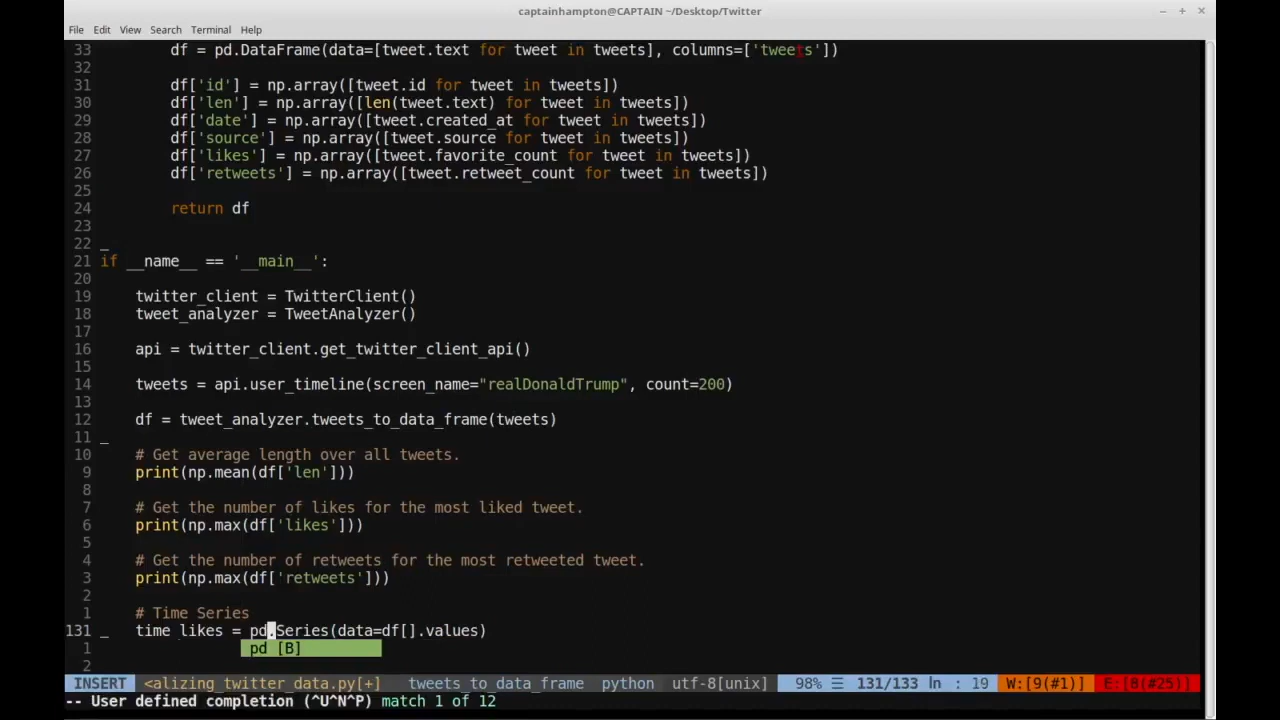 captainhampton@CAPTAIN ~/Desktop/Twitter
File Edit View Search Terminal Help
33 df = pd.DataFrame(data=[tweet.text for tweet in tweets], columns=['tweets'])
32
31 df['id'] = np.array([tweet.id for tweet in tweets])
30 df['len'] = np.array([len(tweet.text) for tweet in tweets])
29 df['date'] = np.array([tweet.created_at for tweet in tweets])
28 df['source'] = np.array([tweet.source for tweet in tweets])
27 df['likes'] = np.array([tweet.favorite_count for tweet in tweets])
26 df['retweets'] = np.array([tweet.retweet_count for tweet in tweets])
25
24 return df
23
22 _
21 if __name__ == '__main__':
20
19 twitter_client = TwitterClient()
18 tweet_analyzer = TweetAnalyzer()
17
16 api = twitter_client.get_twitter_client_api()
15
14 tweets = api.user_timeline(screen_name="realDonaldTrump", count=200)
13
12 df = tweet_analyzer.tweets_to_data_frame(tweets)
11 _
10 # Get average length over all tweets.
9 print(np.mean(df['len']))
8
7 # Get the number of likes for the most liked tweet.
6 print(np.max(df['likes']))
5
4 # Get the number of retweets for the most retweeted tweet.
3 print(np.max(df['retweets']))
2
1 # Time Series
131 _ time_likes = pd.Series(data=df[].values)
1 pd [B]
2
INSERT <alizing_twitter_data.py[+] tweets_to_data_frame python utf-8[unix] 98% ☰ 131/133 ln : 19 W:[9(#1)] E:[8(#25)]
-- User defined completion (^U^N^P) match 1 of 12